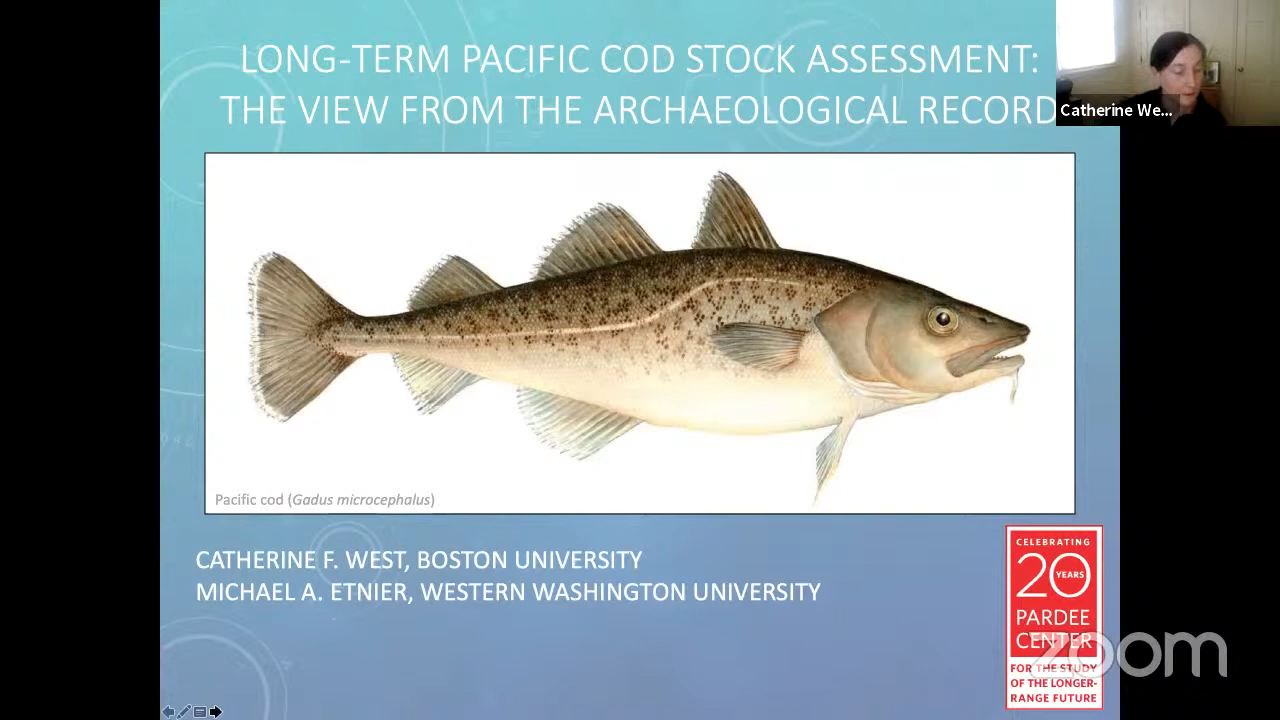 LONG-TERM PACIFIC COD STOCK ASSESSMENT:
THE VIEW FROM THE ARCHAEOLOGICAL RECORD
Catherine We...
Pacific cod (Gadus microcephalus)
CATHERINE F. WEST, BOSTON UNIVERSITY
MICHAEL A. ETNIER, WESTERN WASHINGTON UNIVERSITY
CELEBRATING
20
YEARS
PARDEE
CENTER
FOR THE STUDY
OF THE LONGER-
RANGE FUTURE
zoom